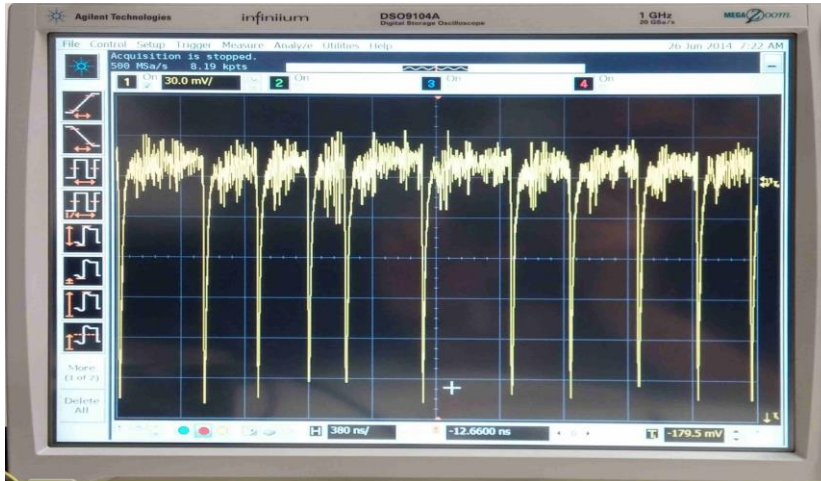 Agilent Technologies infiniium DSO9104A 1 GHz MEGA Zoom
Digital Storage Oscilloscope 20 GSa/s
File Control Setup Trigger Measure Analyze Utilities Help 26 Jun 2014 7:22 AM
Acquisition is stopped.
500 MSa/s 8.19 kpts
1 On 30.0 mV/ 2 On 3 On 4 On
More
(1 of 2)
Delete
All
H 380 ns/ -12.6600 ns T -179.5 mV